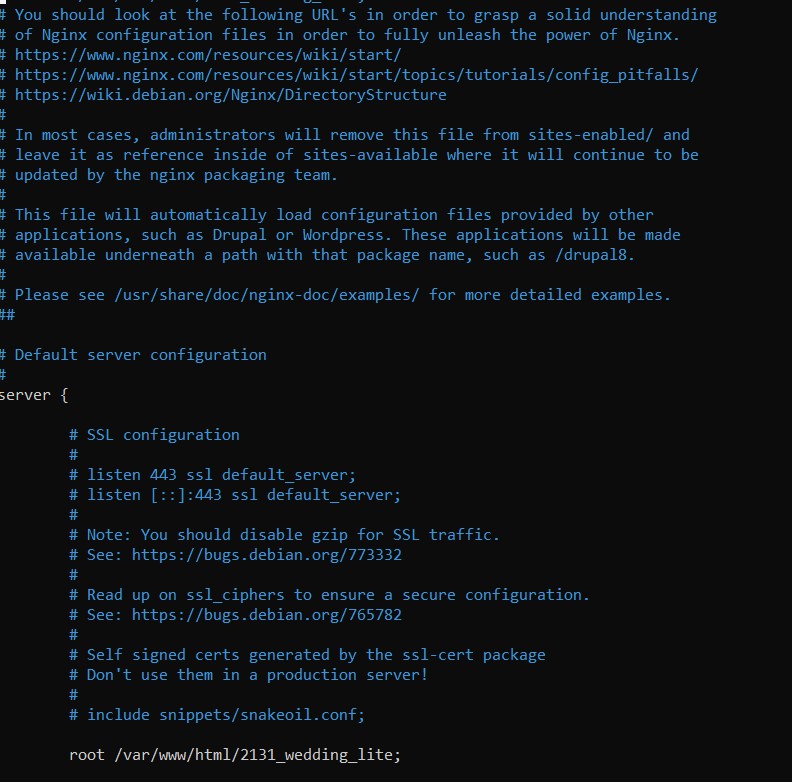 # You should look at the following URL's in order to grasp a solid understanding
# of Nginx configuration files in order to fully unleash the power of Nginx.
# https://www.nginx.com/resources/wiki/start/
# https://www.nginx.com/resources/wiki/start/topics/tutorials/config_pitfalls/
# https://wiki.debian.org/Nginx/DirectoryStructure
#
# In most cases, administrators will remove this file from sites-enabled/ and
# leave it as reference inside of sites-available where it will continue to be
# updated by the nginx packaging team.
#
# This file will automatically load configuration files provided by other
# applications, such as Drupal or Wordpress. These applications will be made
# available underneath a path with that package name, such as /drupal8.
#
# Please see /usr/share/doc/nginx-doc/examples/ for more detailed examples.
##

# Default server configuration
#
server {

        # SSL configuration
        #
        # listen 443 ssl default_server;
        # listen [::]:443 ssl default_server;
        #
        # Note: You should disable gzip for SSL traffic.
        # See: https://bugs.debian.org/773332
        #
        # Read up on ssl_ciphers to ensure a secure configuration.
        # See: https://bugs.debian.org/765782
        #
        # Self signed certs generated by the ssl-cert package
        # Don't use them in a production server!
        #
        # include snippets/snakeoil.conf;

        root /var/www/html/2131_wedding_lite;